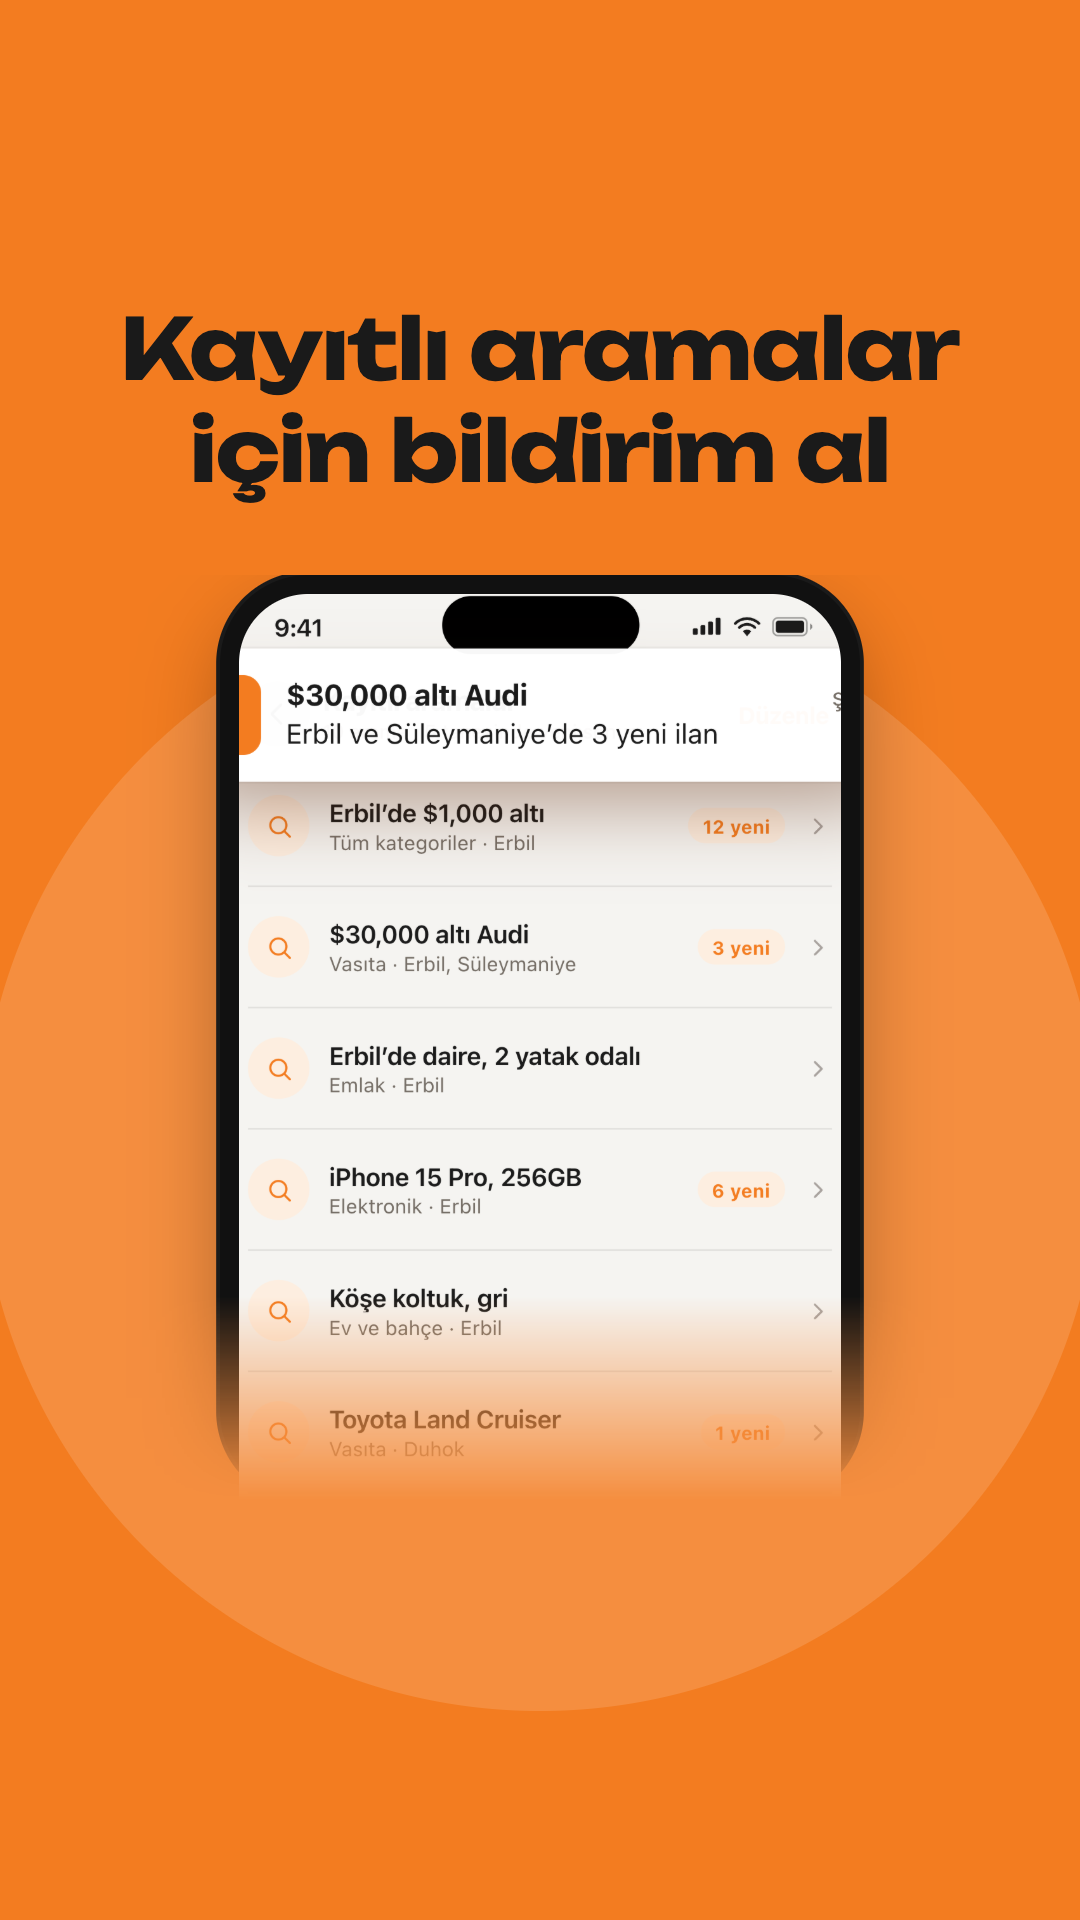 Kayıtlı aramalar
için bildirim al
9:41
$30,000 altı Audi
Erbil ve Süleymaniye’de 3 yeni ilan
Düzenle
Erbil’de $1,000 altı
12 yeni
Tüm kategoriler · Erbil
$30,000 altı Audi
3 yeni
Vasıta · Erbil, Süleymaniye
Erbil’de daire, 2 yatak odalı
Emlak · Erbil
iPhone 15 Pro, 256GB
6 yeni
Elektronik · Erbil
Köşe koltuk, gri
Ev ve bahçe · Erbil
Toyota Land Cruiser
1 yeni
Vasıta · Duhok